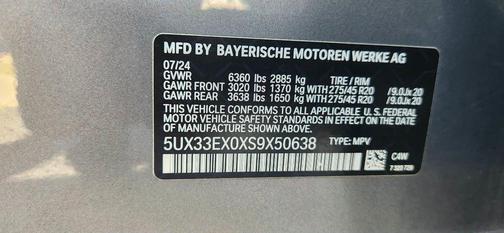 MFD BY BAYERISCHE MOTOREN WERKE AG
07/24
GVWR 6360 lbs 2885 kg TIRE / RIM
GAWR FRONT 3020 lbs 1370 kg 275/45 R20 /9.0Jx20
GAWR REAR 3638 lbs 1650 kg 275/45 R20 /9.0Jx20
THIS VEHICLE CONFORMS TO ALL APPLICABLE
U.S. FEDERAL MOTOR VEHICLE SAFETY
STANDARDS IN EFFECT ON THE DATE OF
MANUFACTURE SHOWN ABOVE.
5UX33EX0XS9X50638 TYPE: MPV
C4W